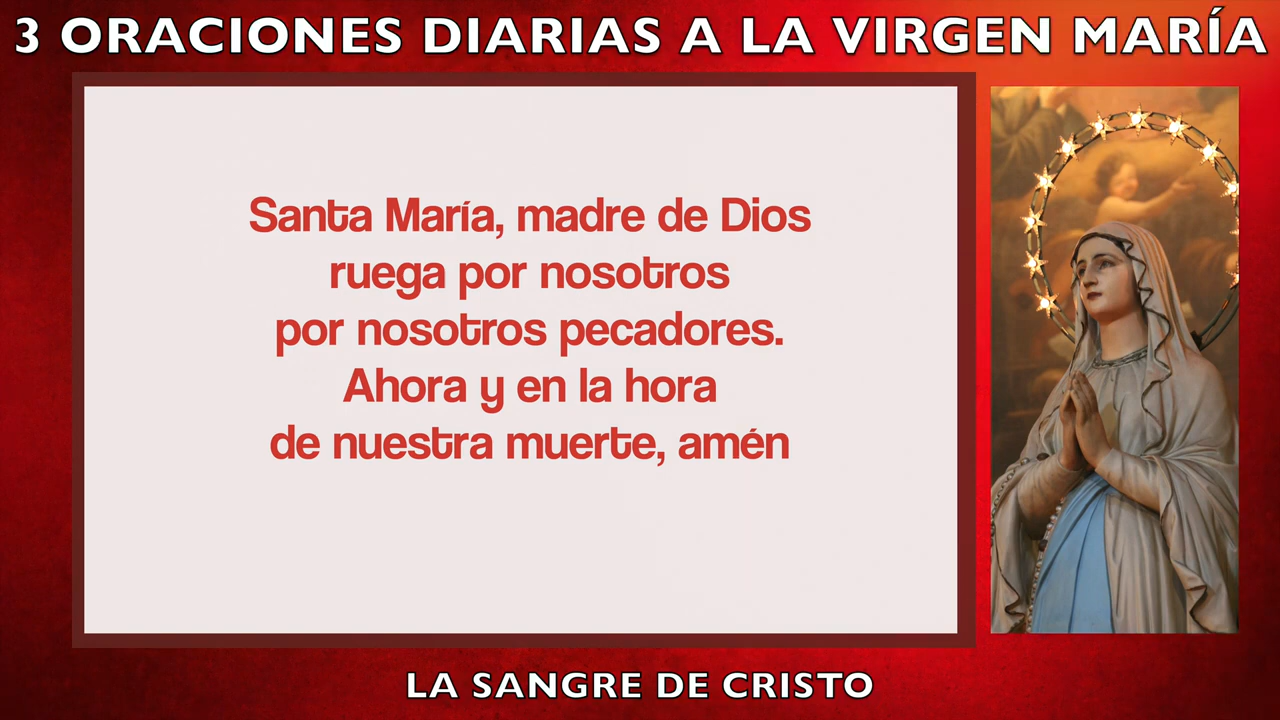 3 ORACIONES DIARIAS A LA VIRGEN MARÍA
Santa María, madre de Dios
ruega por nosotros
por nosotros pecadores.
Ahora y en la hora
de nuestra muerte, amén
LA SANGRE DE CRISTO